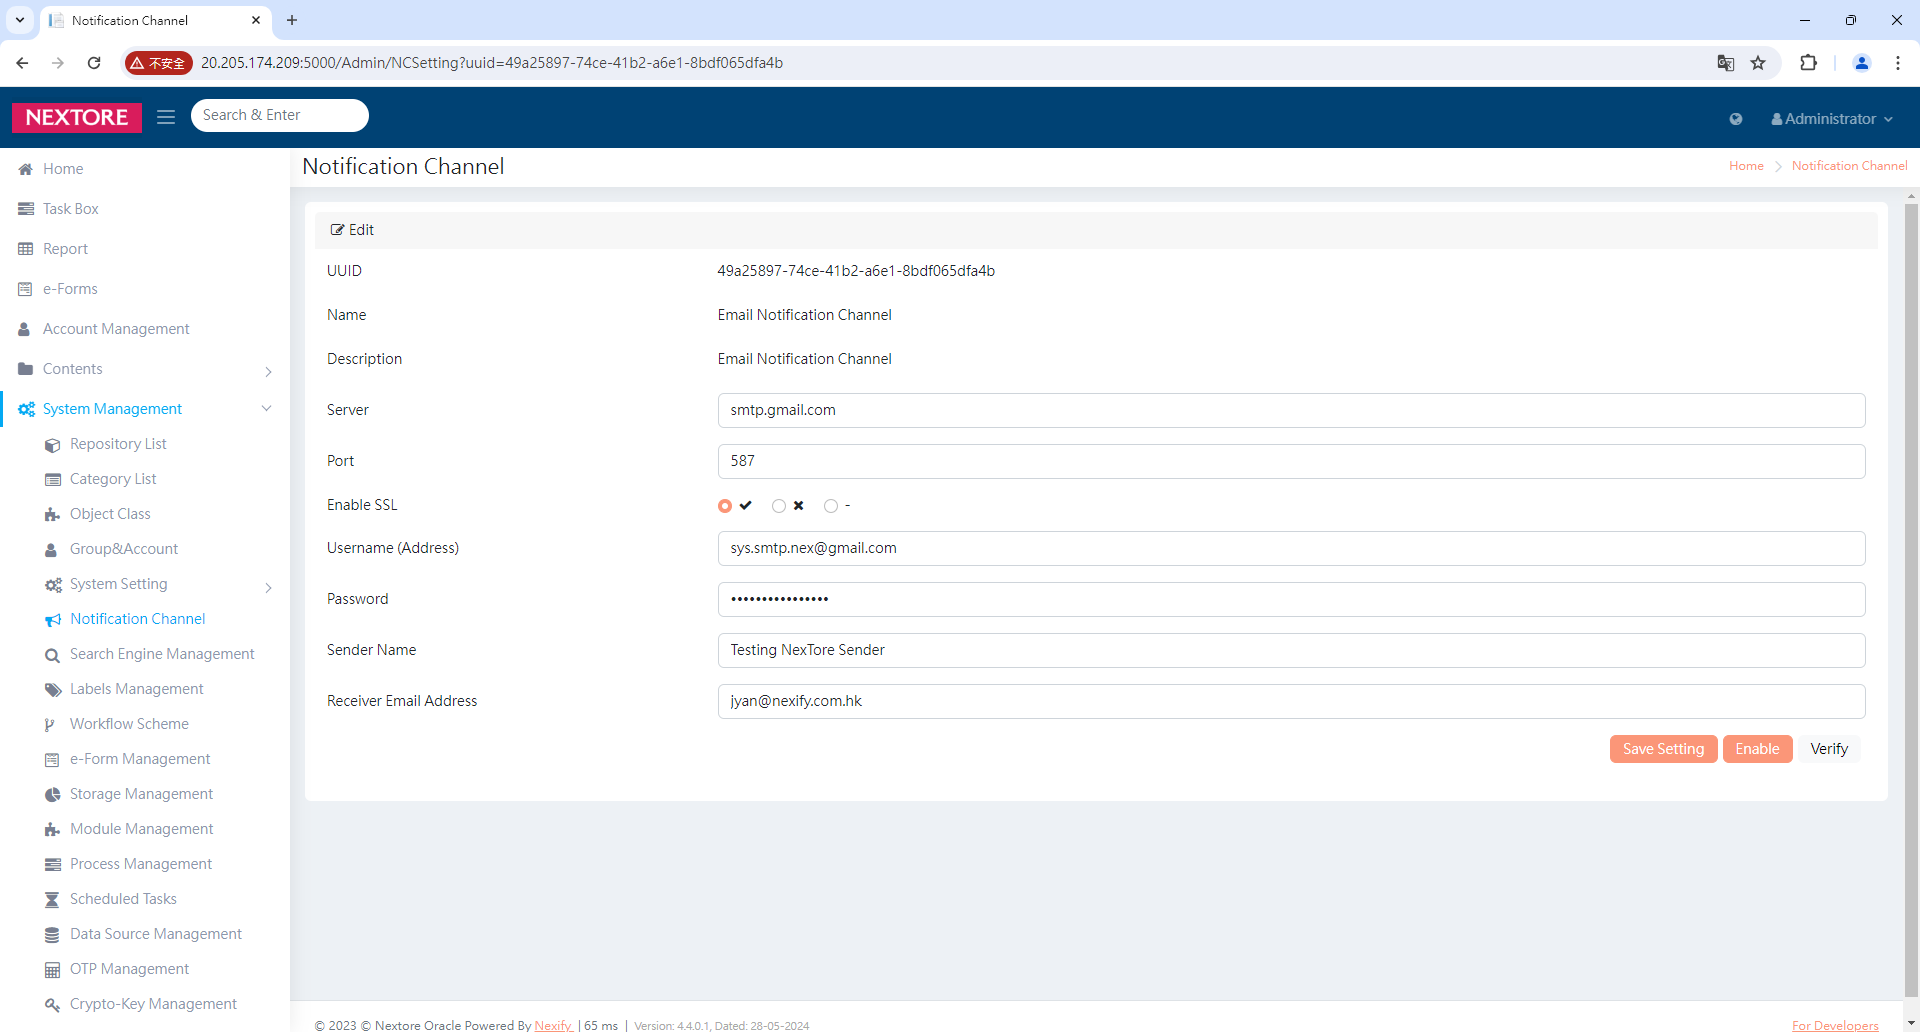 Notification Channel
不安全
20.205.174.209:5000/Admin/NCSetting?uuid=49a25897-74ce-41b2-a6e1-8bdf065dfa4b
NEXTORE
Search & Enter
Administrator
Home
Task Box
Report
e-Forms
Account Management
Contents
System Management
Repository List
Category List
Object Class
Group&Account
System Setting
Notification Channel
Search Engine Management
Labels Management
Workflow Scheme
e-Form Management
Storage Management
Module Management
Process Management
Scheduled Tasks
Data Source Management
OTP Management
Crypto-Key Management
Notification Channel
Home > Notification Channel
Edit
UUID 49a25897-74ce-41b2-a6e1-8bdf065dfa4b
Name Email Notification Channel
Description Email Notification Channel
Server smtp.gmail.com
Port 587
Enable SSL ✔ ✖ -
Username (Address) sys.smtp.nex@gmail.com
Password ••••••••••••••••
Sender Name Testing NexTore Sender
Receiver Email Address jyan@nexify.com.hk
Save Setting Enable Verify
© 2023 © Nextore Oracle Powered By Nexify | 65 ms | Version: 4.4.0.1, Dated: 28-05-2024
For Developers